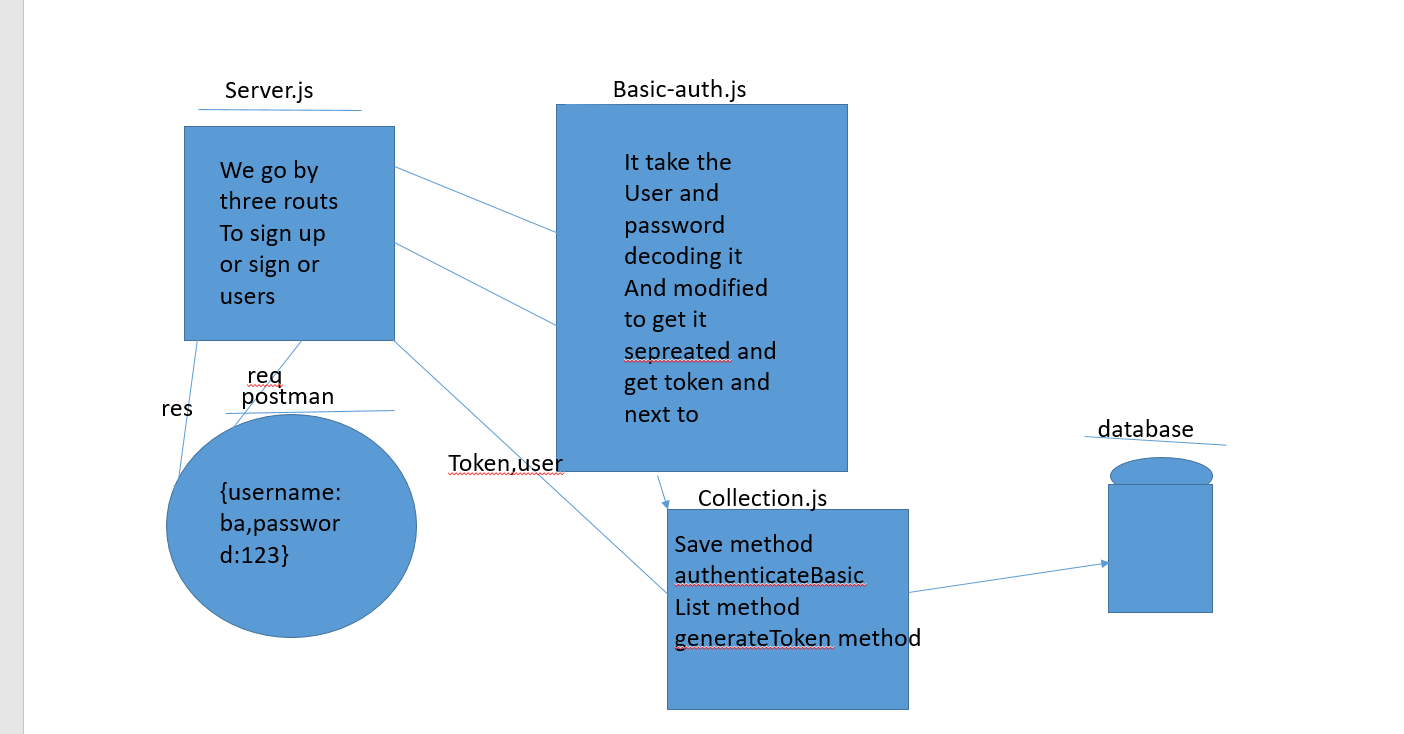 Server.js
We go by
three routs
To sign up
or sign or
users
Basic-auth.js
It take the
User and
password
decoding it
And modified
to get it
sepreated and
get token and
next to
req
postman
res
{username:
ba,passwor
d:123}
Token,user
Collection.js
Save method
authenticateBasic
List method
generateToken method
database